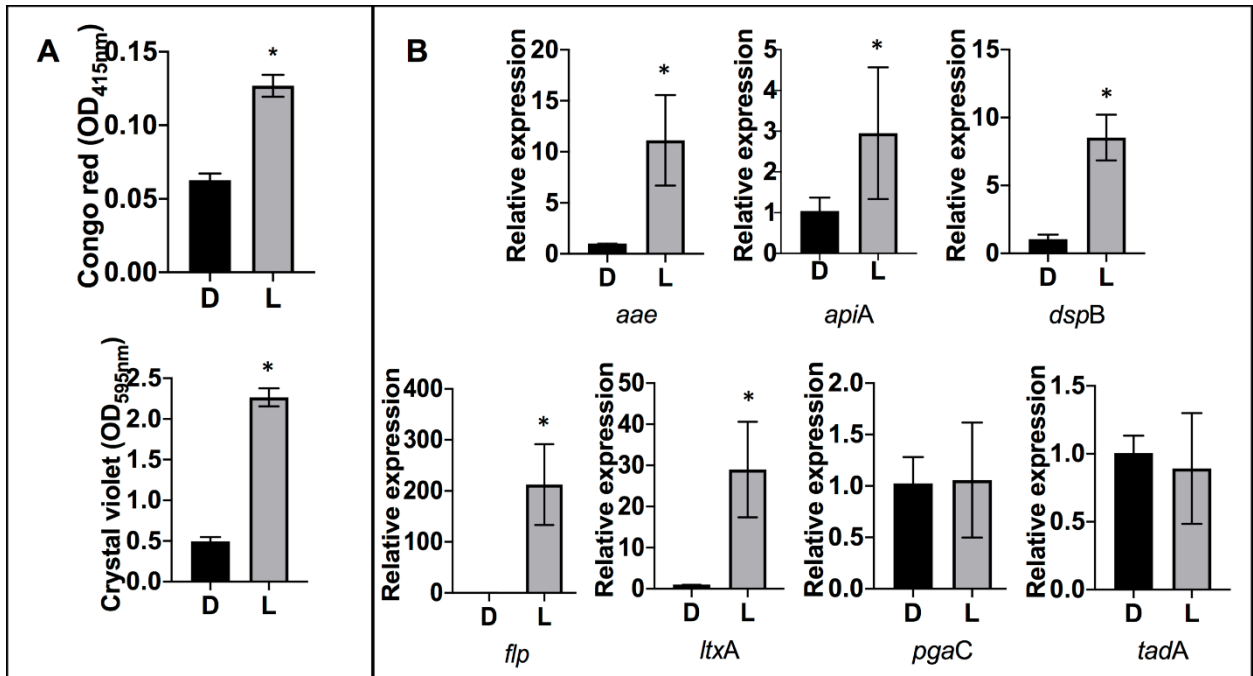 A
Congo red (OD415nm)
0.15
0.10
0.05
0.00
*
D L
Crystal violet (OD595nm)
2.5
2.0
1.5
1.0
0.5
0.0
*
D L
B
Relative expression
20
15
10
5
0
*
D L
aae
Relative expression
5
4
3
2
1
0
*
D L
apiA
Relative expression
15
10
5
0
*
D L
dspB
Relative expression
400
300
200
100
0
*
D L
flp
Relative expression
50
40
30
20
10
0
*
D L
ltxA
Relative expression
2.0
1.5
1.0
0.5
0.0
D L
pgaC
Relative expression
1.5
1.0
0.5
0.0
D L
tadA